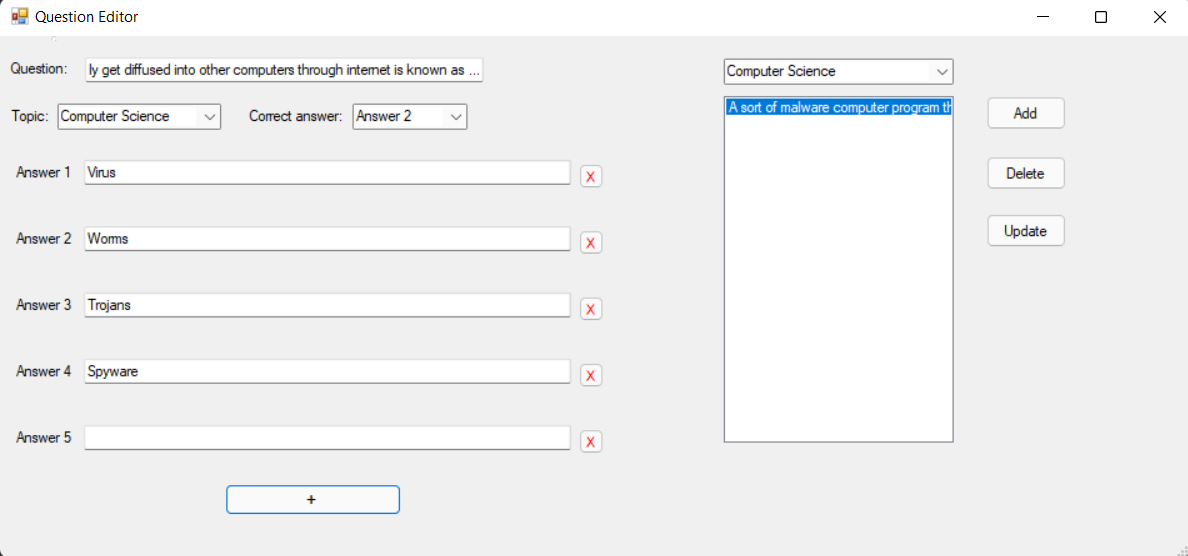 Question Editor
Question: ly get diffused into other computers through internet is known as ...
Computer Science
Topic: Computer Science Correct answer: Answer 2
A sort of malware computer program th
Add
Answer 1 Virus X
Delete
Answer 2 Worms X
Update
Answer 3 Trojans X
Answer 4 Spyware X
Answer 5 X
+